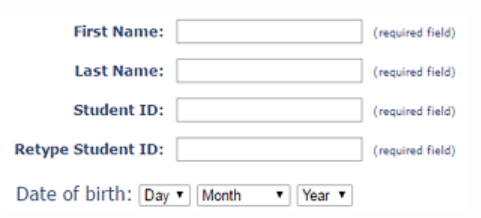 First Name: (required field)
Last Name: (required field)
Student ID: (required field)
Retype Student ID: (required field)
Date of birth: Day Month Year